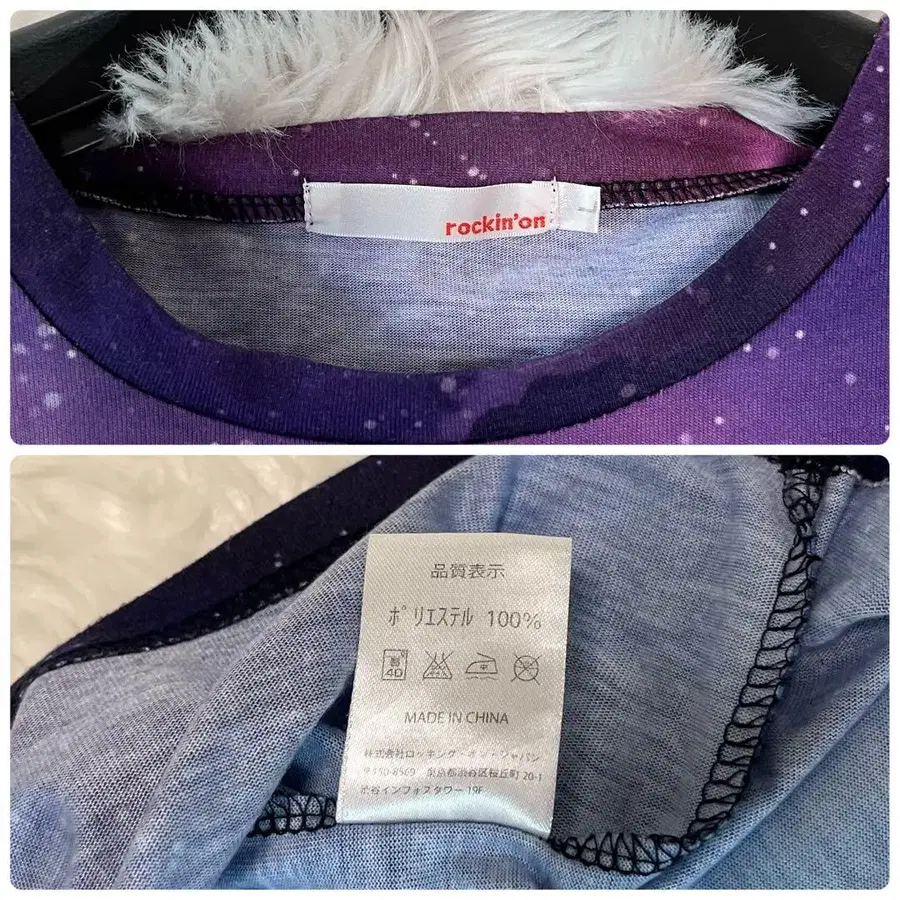 rockin'on
品質表示
ポリエステル 100%
40
MADE IN CHINA
株式会社ロッキング・オン・ジャパン
〒150-8569 東京都渋谷区桜丘町 20-1
渋谷インフォスタワー 19F